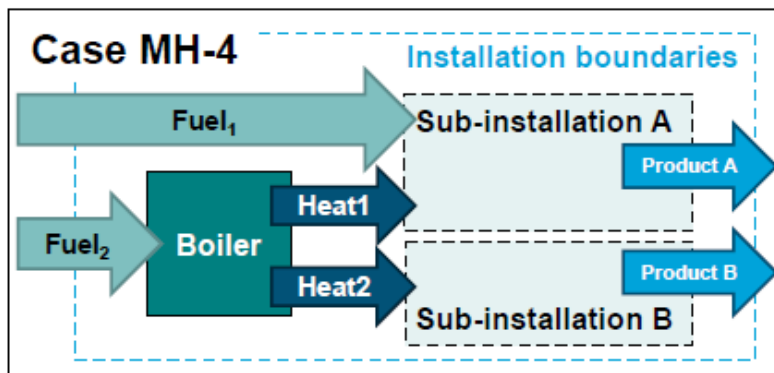 Case MH-4
Installation boundaries
Fuel₁
Sub-installation A
Product A
Heat1
Fuel₂
Boiler
Heat2
Product B
Sub-installation B